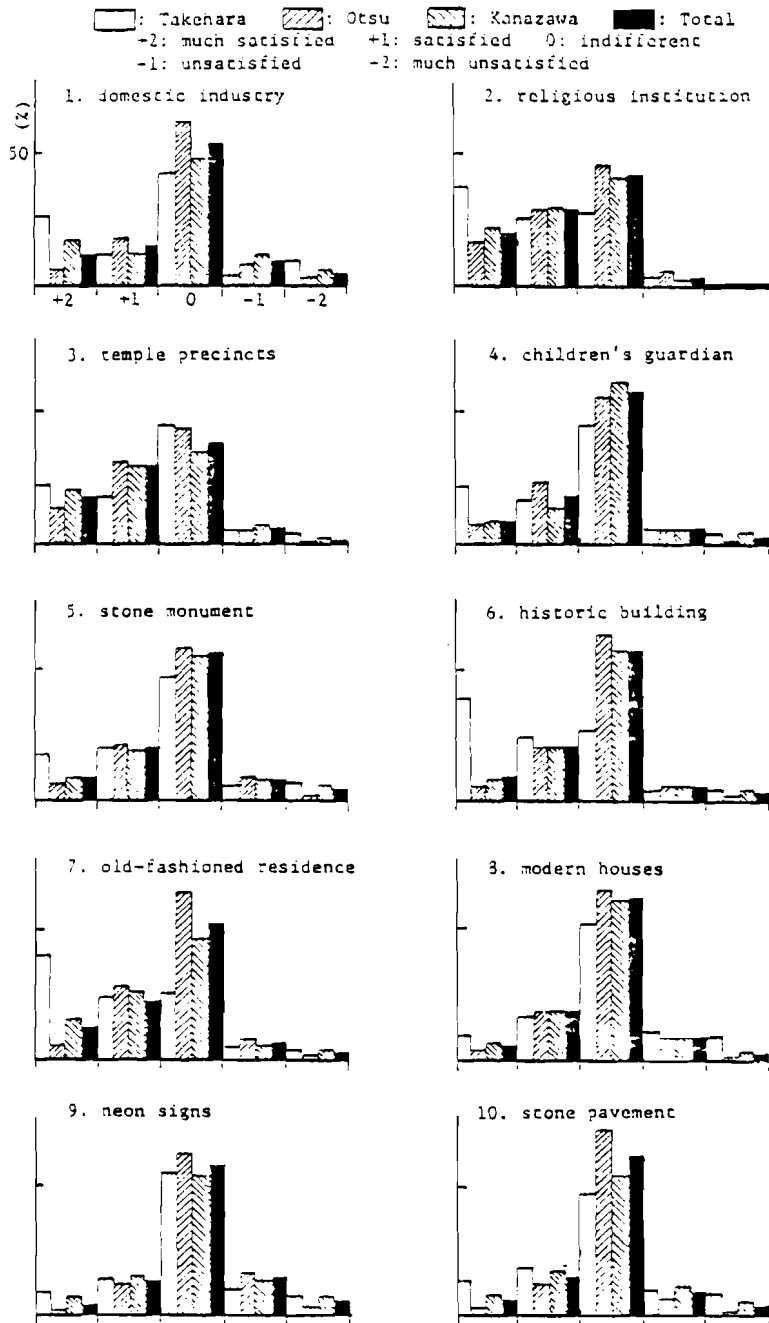 : Takehara : Otsu : Kanazawa : Total
+2: much satisfied +1: satisfied 0: indifferent
-1: unsatisfied -2: much unsatisfied
(%)
50
1. domestic industry
2. religious institution
+2 +1 0 -1 -2
3. temple precincts
4. children's guardian
5. stone monument
6. historic building
7. old-fashioned residence
8. modern houses
9. neon signs
10. stone pavement